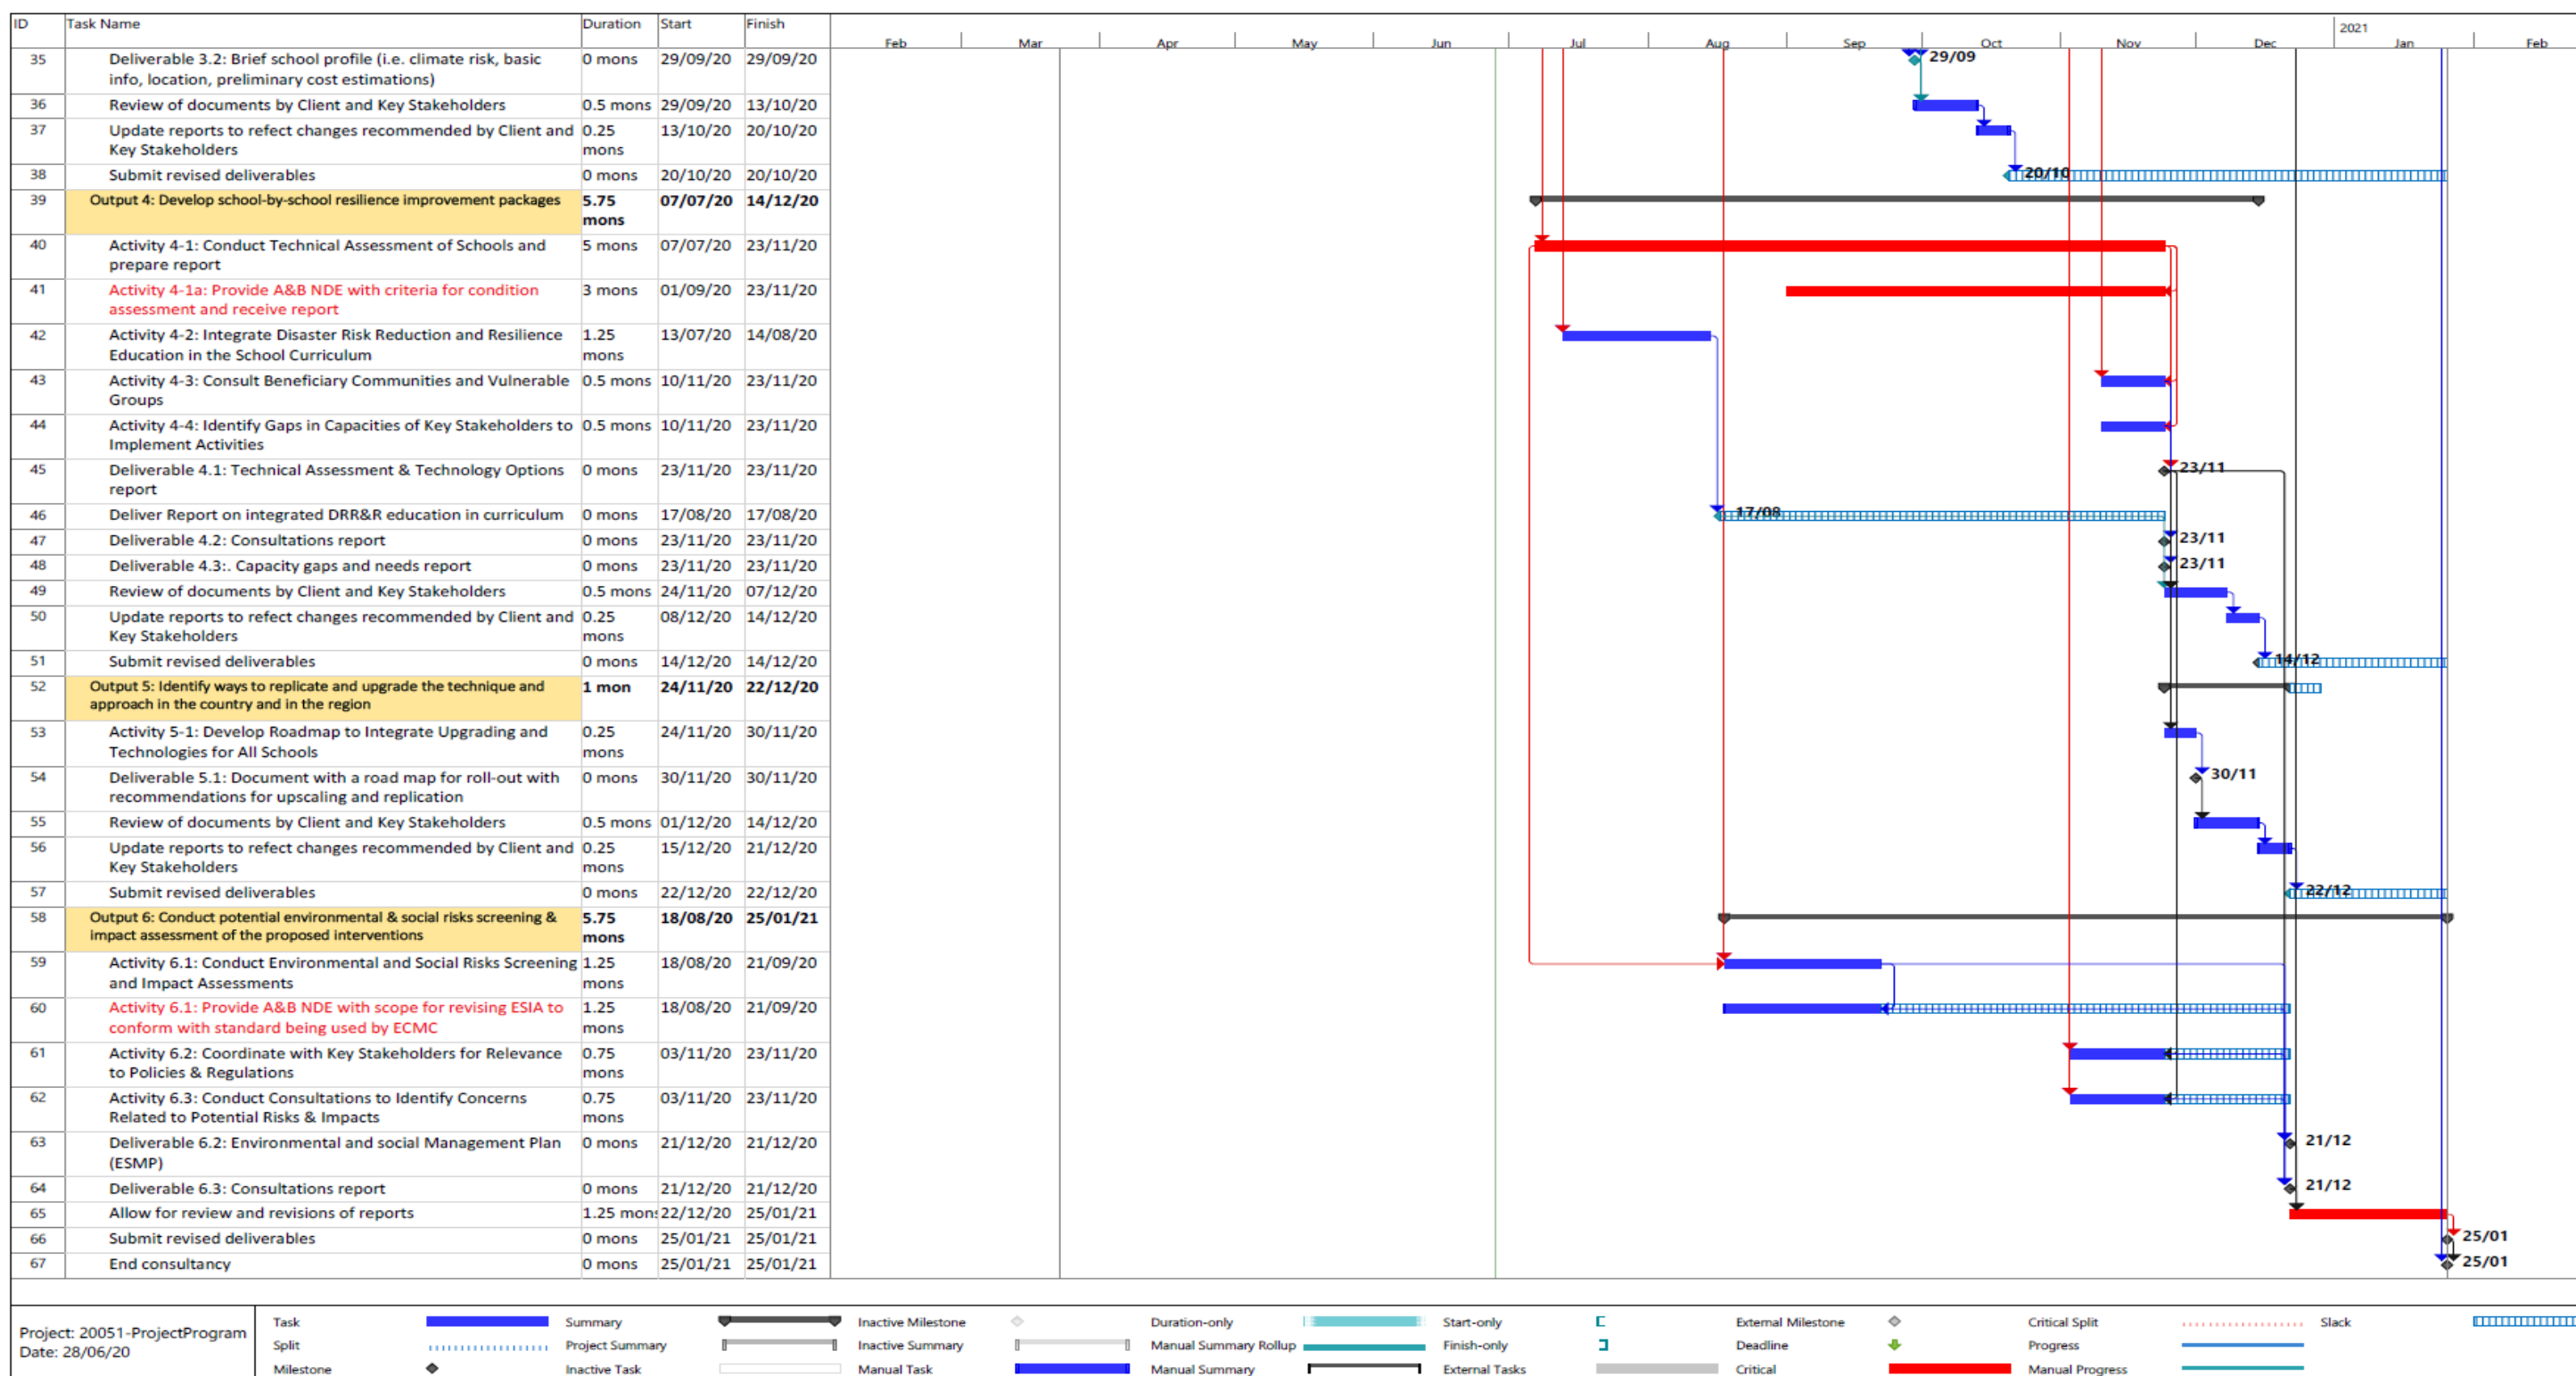 ID Task Name Duration Start Finish
2021
Feb Mar Apr May Jun Jul Aug Sep Oct Nov Dec Jan Feb
35 Deliverable 3.2: Brief school profile (i.e. climate risk, basic 0 mons 29/09/20 29/09/20 29/09
info, location, preliminary cost estimations)
36 Review of documents by Client and Key Stakeholders 0.5 mons 29/09/20 13/10/20
37 Update reports to refect changes recommended by Client and 0.25 13/10/20 20/10/20
Key Stakeholders mons
38 Submit revised deliverables 0 mons 20/10/20 20/10/20 20/10
39 Output 4: Develop school-by-school resilience improvement packages 5.75 07/07/20 14/12/20
mons
40 Activity 4-1: Conduct Technical Assessment of Schools and 5 mons 07/07/20 23/11/20
prepare report
41 Activity 4-1a: Provide A&B NDE with criteria for condition 3 mons 01/09/20 23/11/20
assessment and receive report
42 Activity 4-2: Integrate Disaster Risk Reduction and Resilience 1.25 13/07/20 14/08/20
Education in the School Curriculum mons
43 Activity 4-3: Consult Beneficiary Communities and Vulnerable 0.5 mons 10/11/20 23/11/20
Groups
44 Activity 4-4: Identify Gaps in Capacities of Key Stakeholders to 0.5 mons 10/11/20 23/11/20
Implement Activities
45 Deliverable 4.1: Technical Assessment & Technology Options 0 mons 23/11/20 23/11/20 23/11
report
46 Deliver Report on integrated DRR&R education in curriculum 0 mons 17/08/20 17/08/20 17/08
47 Deliverable 4.2: Consultations report 0 mons 23/11/20 23/11/20 23/11
48 Deliverable 4.3:. Capacity gaps and needs report 0 mons 23/11/20 23/11/20 23/11
49 Review of documents by Client and Key Stakeholders 0.5 mons 24/11/20 07/12/20
50 Update reports to refect changes recommended by Client and 0.25 08/12/20 14/12/20
Key Stakeholders mons
51 Submit revised deliverables 0 mons 14/12/20 14/12/20 14/12
52 Output 5: Identify ways to replicate and upgrade the technique and 1 mon 24/11/20 22/12/20
approach in the country and in the region
53 Activity 5-1: Develop Roadmap to Integrate Upgrading and 0.25 24/11/20 30/11/20
Technologies for All Schools mons
54 Deliverable 5.1: Document with a road map for roll-out with 0 mons 30/11/20 30/11/20 30/11
recommendations for upscaling and replication
55 Review of documents by Client and Key Stakeholders 0.5 mons 01/12/20 14/12/20
56 Update reports to refect changes recommended by Client and 0.25 15/12/20 21/12/20
Key Stakeholders mons
57 Submit revised deliverables 0 mons 22/12/20 22/12/20 22/12
58 Output 6: Conduct potential environmental & social risks screening & 5.75 18/08/20 25/01/21
impact assessment of the proposed interventions mons
59 Activity 6.1: Conduct Environmental and Social Risks Screening 1.25 18/08/20 21/09/20
and Impact Assessments mons
60 Activity 6.1: Provide A&B NDE with scope for revising ESIA to 1.25 18/08/20 21/09/20
conform with standard being used by ECMC mons
61 Activity 6.2: Coordinate with Key Stakeholders for Relevance 0.75 03/11/20 23/11/20
to Policies & Regulations mons
62 Activity 6.3: Conduct Consultations to Identify Concerns 0.75 03/11/20 23/11/20
Related to Potential Risks & Impacts mons
63 Deliverable 6.2: Environmental and social Management Plan 0 mons 21/12/20 21/12/20 21/12
(ESMP)
64 Deliverable 6.3: Consultations report 0 mons 21/12/20 21/12/20 21/12
65 Allow for review and revisions of reports 1.25 mons 22/12/20 25/01/21
66 Submit revised deliverables 0 mons 25/01/21 25/01/21 25/01
67 End consultancy 0 mons 25/01/21 25/01/21 25/01
Project: 20051-ProjectProgram
Date: 28/06/20
Task Summary Inactive Milestone Duration-only Start-only External Milestone Critical Split Slack
Split Project Summary Inactive Summary Manual Summary Rollup Finish-only Deadline Progress
Milestone Inactive Task Manual Task Manual Summary External Tasks Critical Manual Progress